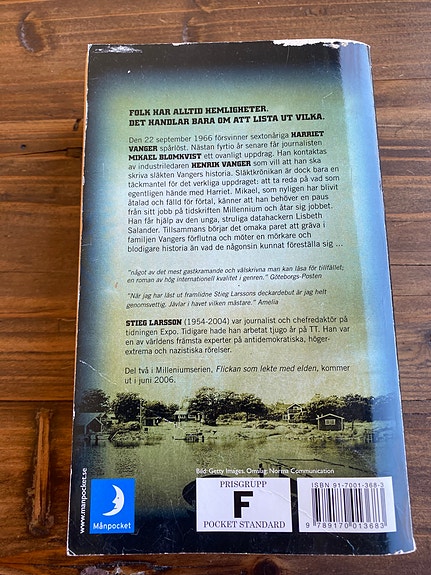 FOLK HAR ALLTID HEMLIGHETER.
DET HANDLAR BARA OM ATT LISTA UT VILKA.
Den 22 september 1966 försvinner sextonåriga HARRIET
VANGER spårlöst. Nästan fyrtio år senare får journalisten
MIKAEL BLOMKVIST ett ovanligt uppdrag. Han kontaktas
av industriledaren HENRIK VANGER som vill att han ska
skriva släkten Vangers historia. Släktkrönikan är dock bara en
täckmantel för det verkliga uppdraget: att ta reda på vad som
egentligen hände med Harriet. Mikael, som nyligen har blivit
åtalad och fälld för förtal, känner att han behöver en paus
från sitt jobb på tidskriften Millennium och åtar sig jobbet.
Han får hjälp av den unga, struliga datahackern Lisbeth
Salander. Tillsammans börjar det omaka paret att gräva i
familjen Vangers förflutna och möter en mörkare och
blodigare historia än vad de någonsin kunnat föreställa sig ...
"något av det mest gastkramande och välskrivna man kan läsa för tillfället;
en roman av hög internationell kvalitet i genren." Göteborgs-Posten
"När jag har läst ut framlidne Stieg Larssons deckardebut är jag helt
genomsvettig. Jävlar i havet vilken mästare." Amelia
STIEG LARSSON (1954-2004) var journalist och chefredaktör på
tidningen Expo. Tidigare hade han arbetat tjugo år på TT. Han var
en av världens främsta experter på antidemokratiska, höger-
extrema och nazistiska rörelser.
Del två i Milleniumserien, Flickan som lekte med elden, kommer
ut i juni 2006.
Bild: Getty Images. Omslag: Norma Communication
www.manpocket.se
Månpocket
PRISGRUPP
F
POCKET STANDARD
ISBN 91-7001-368-3
9 789170 013683